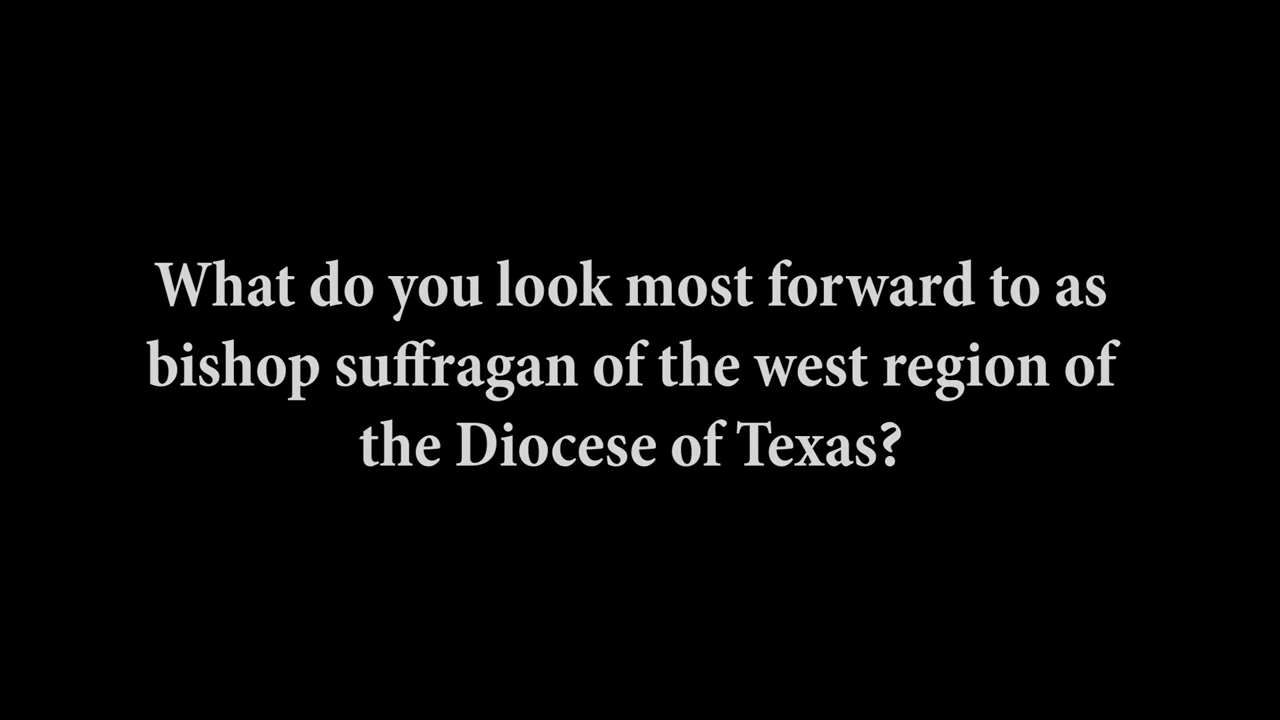 What do you look most forward to as
bishop suffragan of the west region of
the Diocese of Texas?